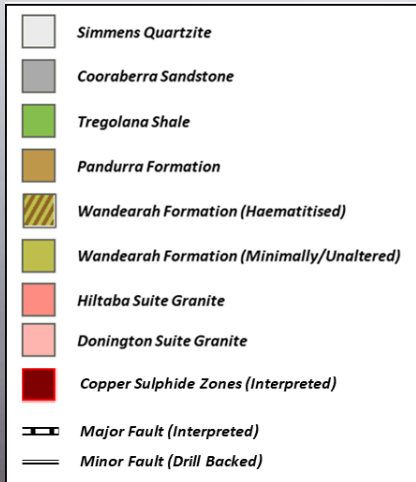 Simmens Quartzite
Cooraberra Sandstone
Tregolana Shale
Pandurra Formation
Wandearah Formation (Haematitised)
Wandearah Formation (Minimally/Unaltered)
Hiltaba Suite Granite
Donington Suite Granite
Copper Sulphide Zones (Interpreted)
Major Fault (Interpreted)
Minor Fault (Drill Backed)